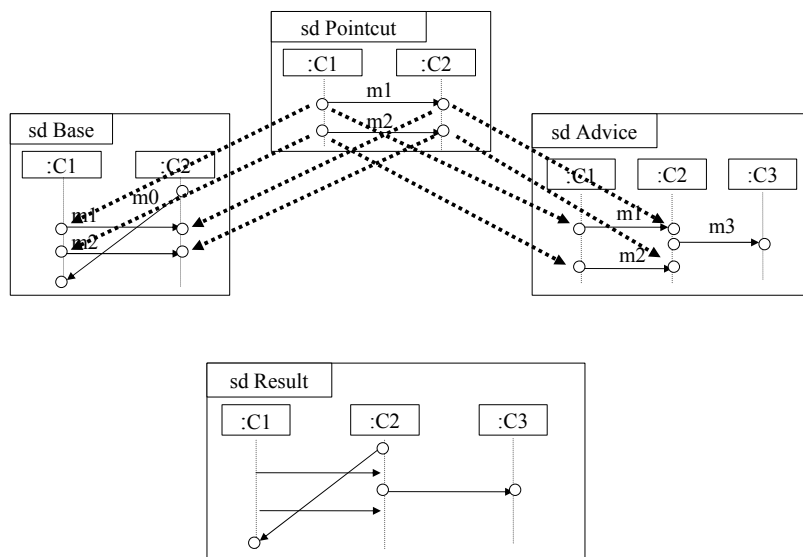 sd Pointcut
:C1
:C2
m1
m2
sd Base
:C1
:C2
m0
m1
m2
sd Advice
:C1
:C2
:C3
m1
m3
m2
sd Result
:C1
:C2
:C3